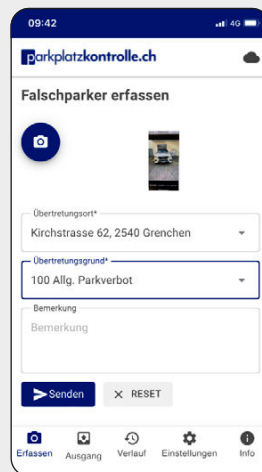 09:42
4G
parkplatzkontrolle.ch
Falschparker erfassen
Übertretungsort*
Kirchstrasse 62, 2540 Grenchen
Übertretungsgrund*
100 Allg. Parkverbot
Bemerkung
Bemerkung
Senden RESET
Erfassen Ausgang Verlauf Einstellungen Info